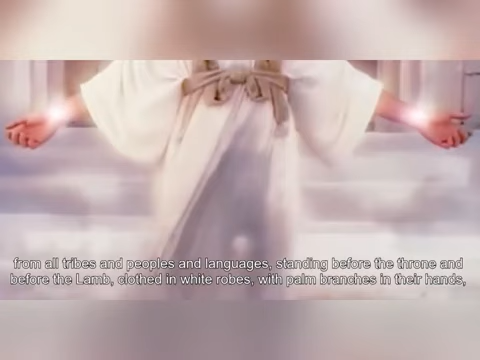 from all tribes and peoples and languages, standing before the throne and
before the Lamb, clothed in white robes, with palm branches in their hands,